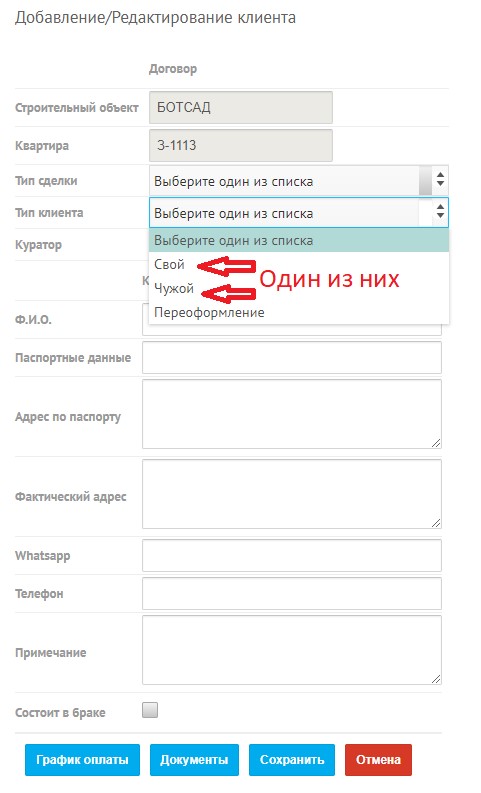 Добавление/Редактирование клиента
Договор
Строительный объект БОТСАД
Квартира З-1113
Тип сделки Выберите один из списка
Тип клиента Выберите один из списка
Выберите один из списка
Куратор
Свой
Один из них
Чужой
Переоформление
Ф.И.О.
Паспортные данные
Адрес по паспорту
Фактический адрес
Whatsapp
Телефон
Примечание
Состоит в браке
График оплаты Документы Сохранить Отмена